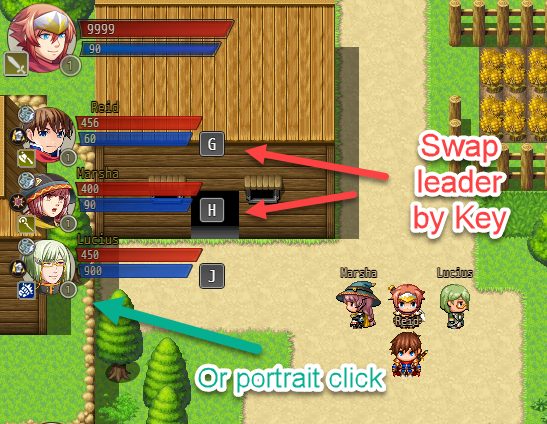 9999
90
1
Reid
456
60
G
1
Marsha
400
90
H
1
Lucius
450
900
J
1
Swap
leader
by Key
Or portrait click
Marsha
Lucius
Reid